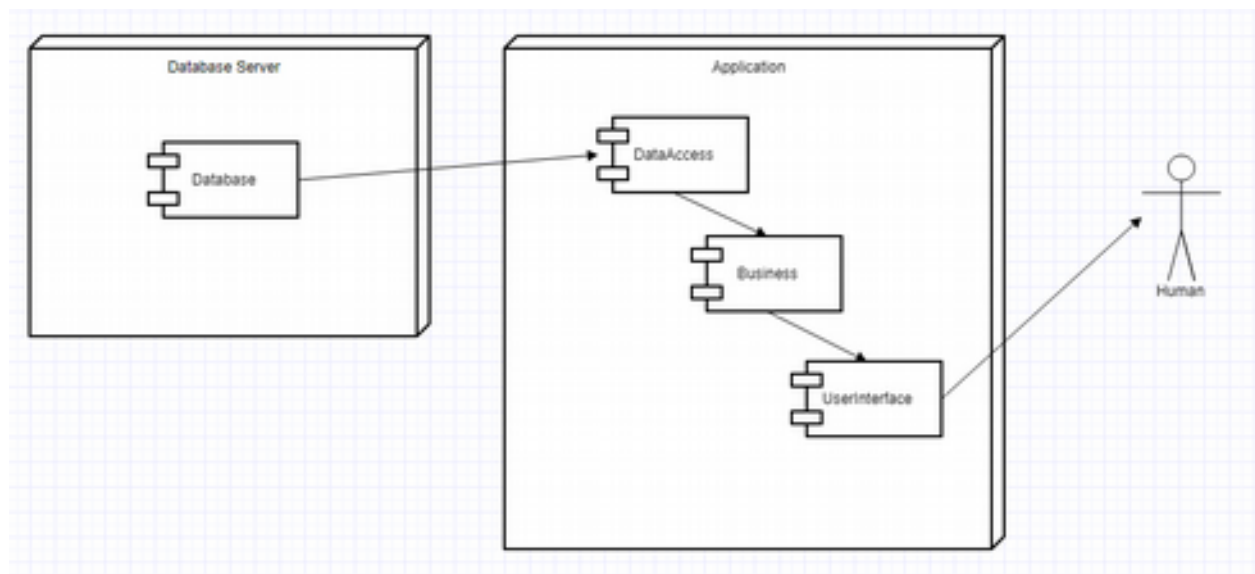 Database Server
Database
Application
DataAccess
Business
UserInterface
Human